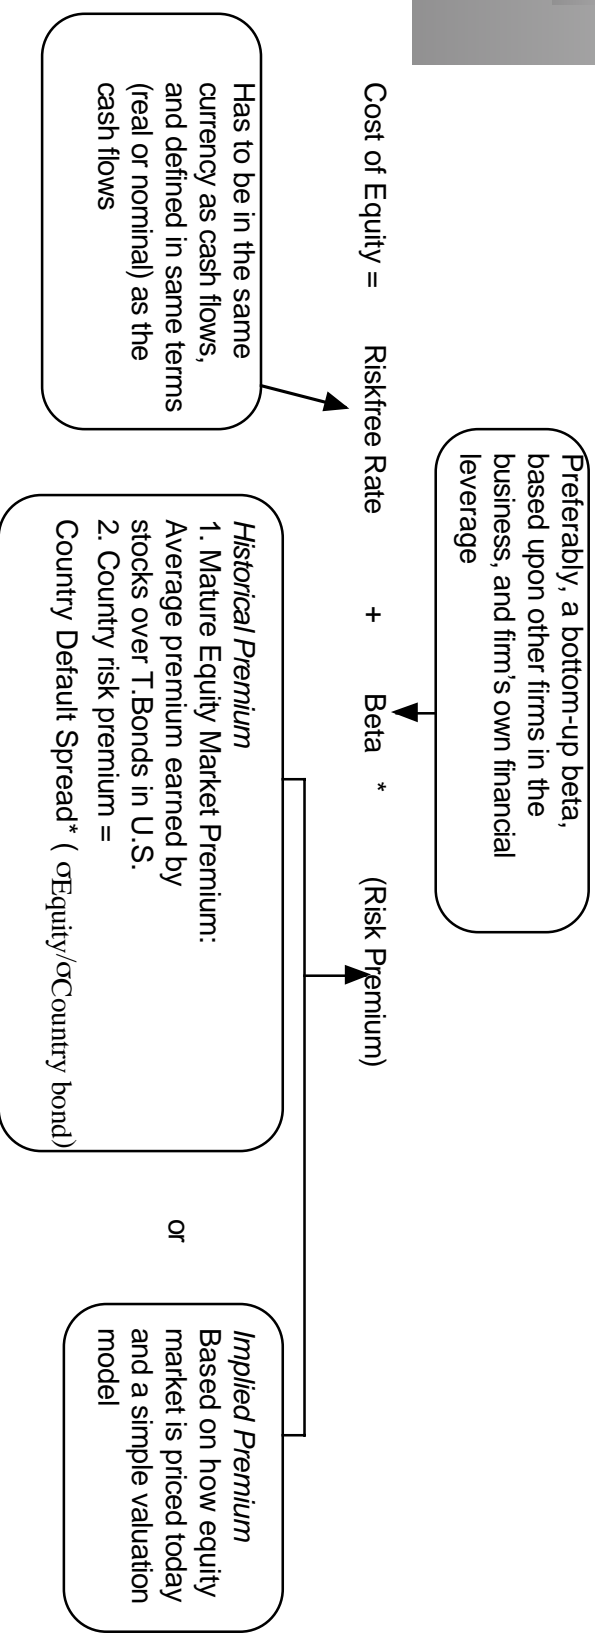 Preferably, a bottom-up beta,
based upon other firms in the
business, and firm's own financial
leverage
Cost of Equity = Riskfree Rate + Beta * (Risk Premium)
Has to be in the same
currency as cash flows,
and defined in same terms
(real or nominal) as the
cash flows
Historical Premium
1. Mature Equity Market Premium:
Average premium earned by
stocks over T.Bonds in U.S.
2. Country risk premium =
Country Default Spread* ( σEquity/σCountry bond)
or
Implied Premium
Based on how equity
market is priced today
and a simple valuation
model